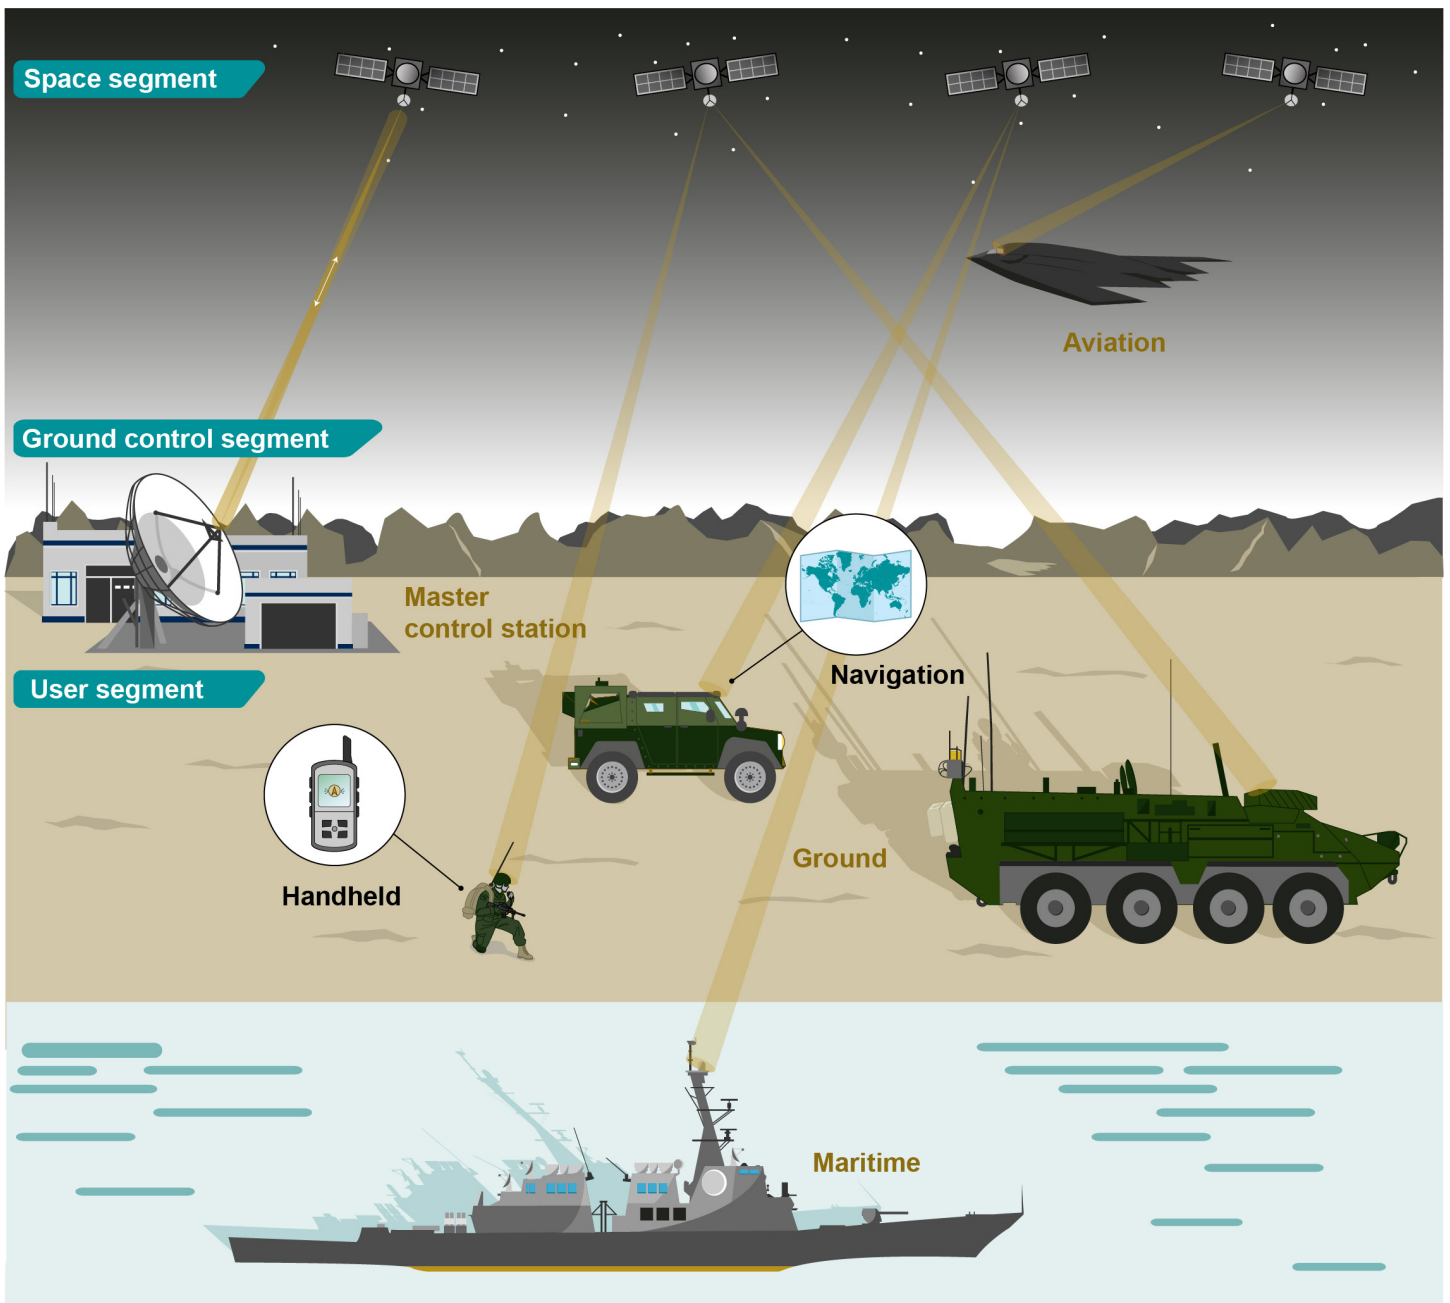 Space segment
Aviation
Ground control segment
Master
control station
Navigation
User segment
Handheld
Ground
Maritime